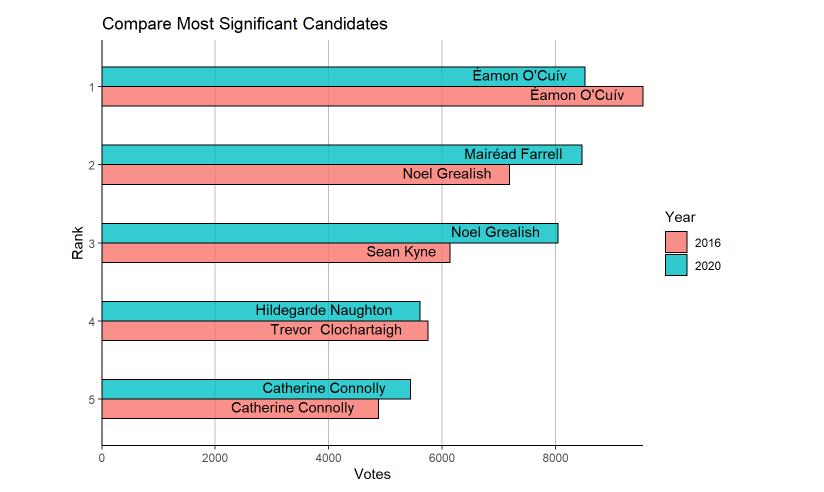 Compare Most Significant Candidates
Rank
1
Éamon O'Cuív
Éamon O'Cuív
2
Mairéad Farrell
Noel Grealish
3
Noel Grealish
Sean Kyne
4
Hildegarde Naughton
Trevor  Clochartaigh
5
Catherine Connolly
Catherine Connolly
0 2000 4000 6000 8000
Votes
Year
2016
2020